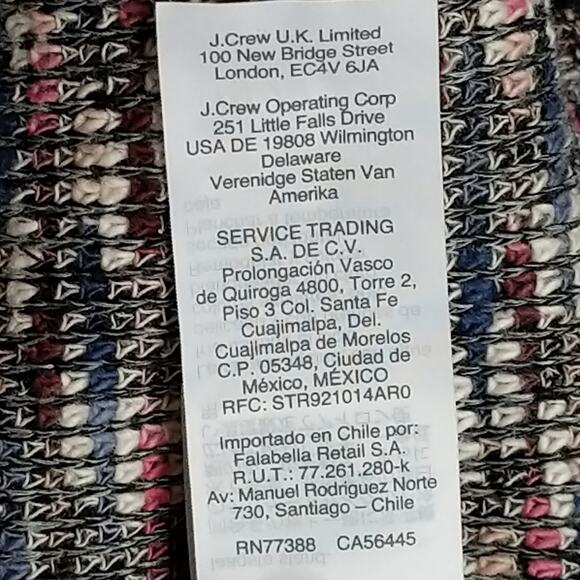 J.Crew U.K. Limited
100 New Bridge Street
London, EC4V 6JA
J.Crew Operating Corp
251 Little Falls Drive
USA DE 19808 Wilmington
Delaware
Verenidge Staten Van
Amerika
SERVICE TRADING
S.A. DE C.V.
Prolongación Vasco
de Quiroga 4800, Torre 2,
Piso 3 Col. Santa Fe
Cuajimalpa, Del.
Cuajimalpa de Morelos
C.P. 05348, Ciudad de
México, MÉXICO
RFC: STR921014AR0
Importado en Chile por:
Falabella Retail S.A.
R.U.T.: 77.261.280-k
Av: Manuel Rodriguez Norte
730, Santiago – Chile
RN77388 CA56445